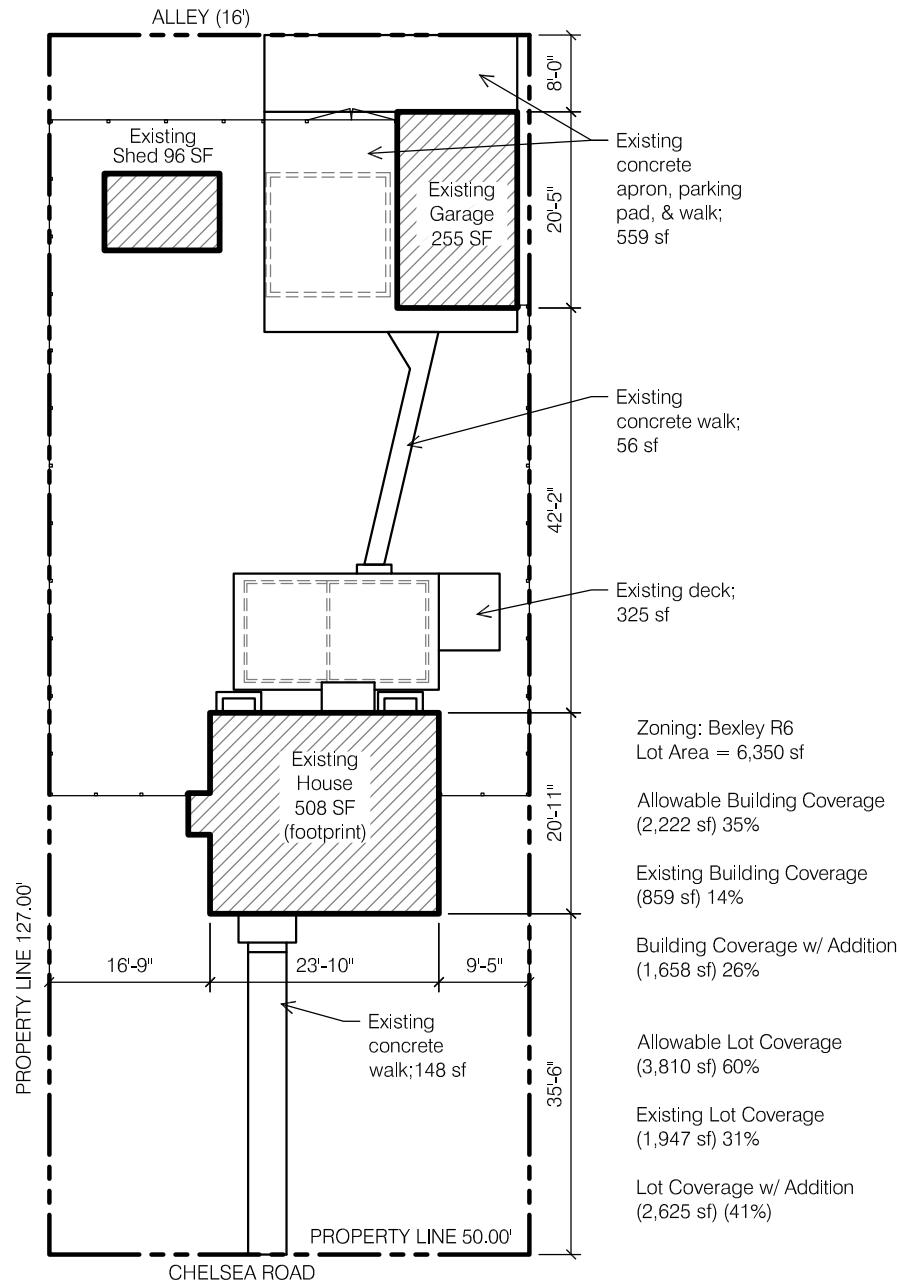 ALLEY (16')
8'-0"
Existing
Shed 96 SF
Existing
Garage
255 SF
20'-5"
Existing
concrete
apron, parking
pad, & walk;
559 sf
Existing
concrete walk;
56 sf
42'-2"
Existing deck;
325 sf
Existing
House
508 SF
(footprint)
20'-11"
Zoning: Bexley R6
Lot Area = 6,350 sf
Allowable Building Coverage
(2,222 sf) 35%
Existing Building Coverage
(859 sf) 14%
Building Coverage w/ Addition
(1,658 sf) 26%
Allowable Lot Coverage
(3,810 sf) 60%
Existing Lot Coverage
(1,947 sf) 31%
Lot Coverage w/ Addition
(2,625 sf) (41%)
PROPERTY LINE 127.00'
16'-9"
23'-10"
9'-5"
Existing
concrete
walk;148 sf
35'-6"
PROPERTY LINE 50.00'
CHELSEA ROAD